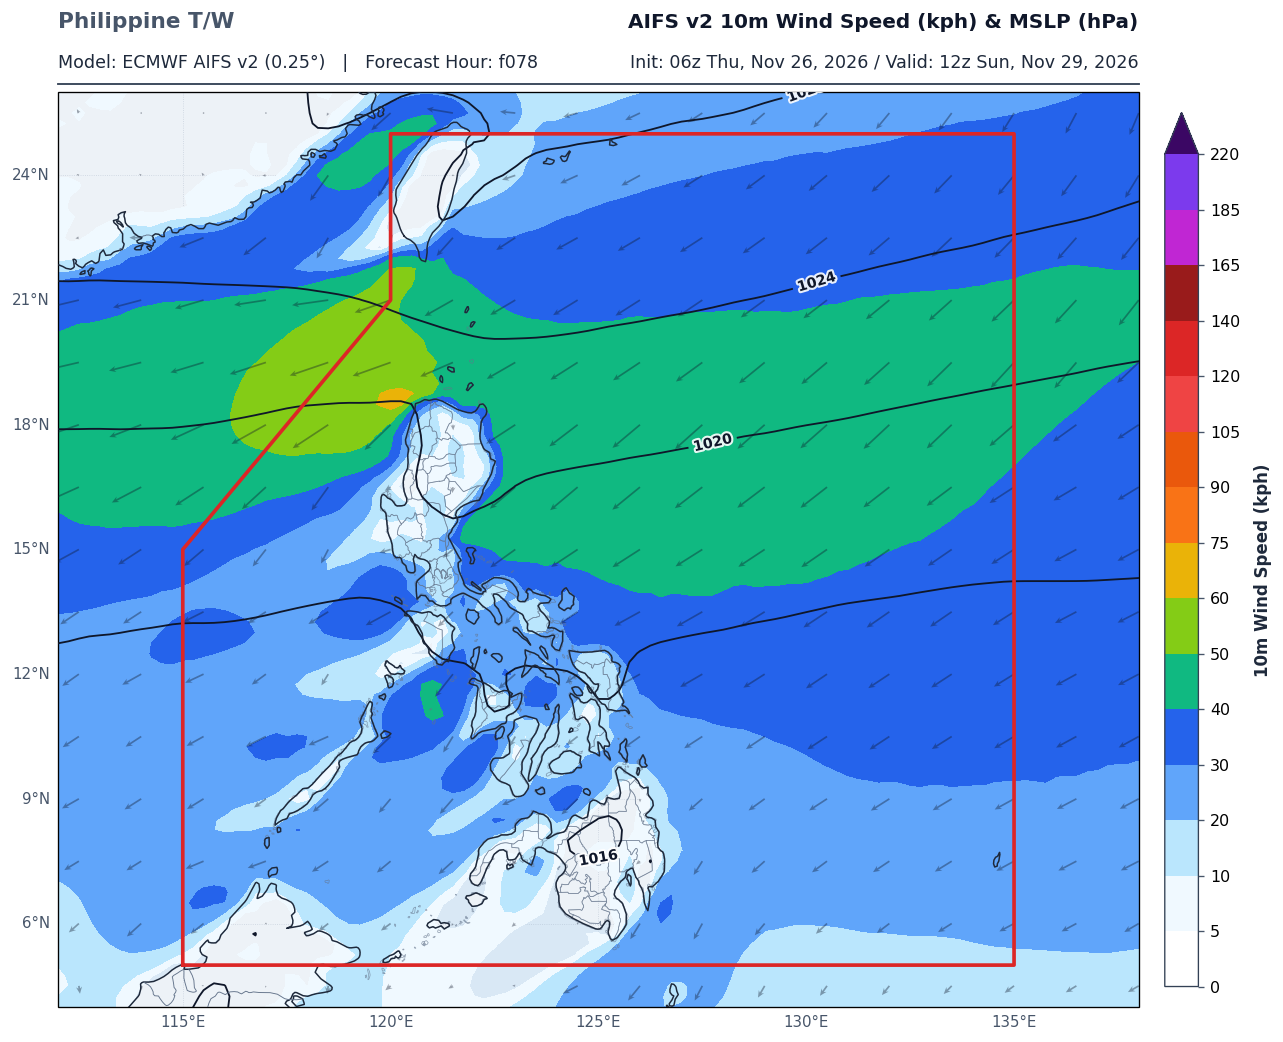 Philippine T/W
AIFS v2 10m Wind Speed (kph) & MSLP (hPa)
Model: ECMWF AIFS v2 (0.25°) | Forecast Hour: f078
Init: 06z Thu, Nov 26, 2026 / Valid: 12z Sun, Nov 29, 2026
24°N
21°N
18°N
15°N
12°N
9°N
6°N
1024
1020
1016
115°E
120°E
125°E
130°E
135°E
220
185
165
140
120
105
90
75
60
50
40
30
20
10
5
0
10m Wind Speed (kph)